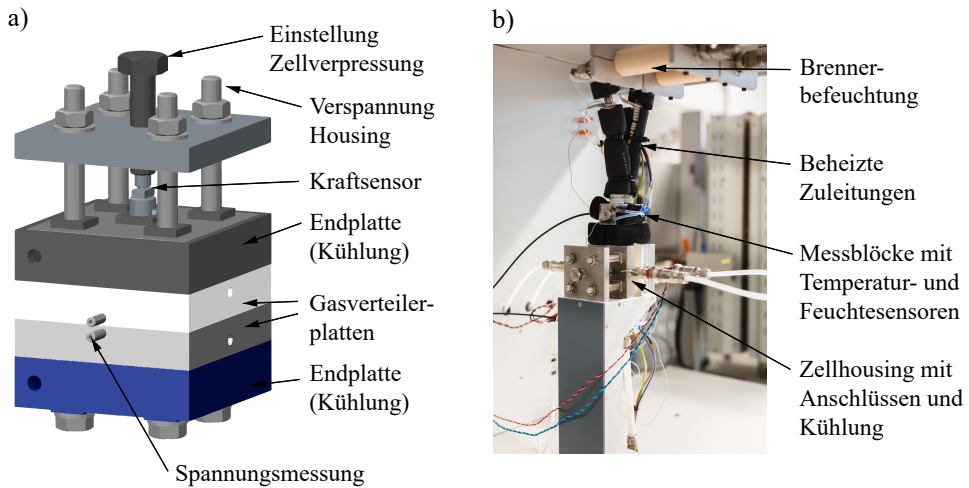 a)
Einstellung
Zellverpressung
Verspannung
Housing
Kraftsensor
Endplatte
(Kühlung)
Gasverteiler-
platten
Endplatte
(Kühlung)
Spannungsmessung
b)
Brenner-
befeuchtung
Beheizte
Zuleitungen
Messblöcke mit
Temperatur- und
Feuchtesensoren
Zellhousing mit
Anschlüssen und
Kühlung